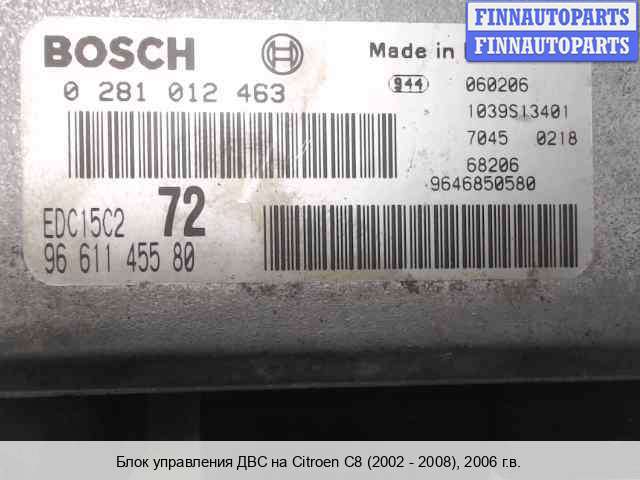 FINNAUTOPARTS
FINNAUTOPARTS
BOSCH
Made in
0 281 012 463
944
060206
1039S13401
7045 0218
68206
9646850580
EDC15C2
72
96 611 455 80
Блок управления ДВС на Citroen C8 (2002 - 2008), 2006 г.в.